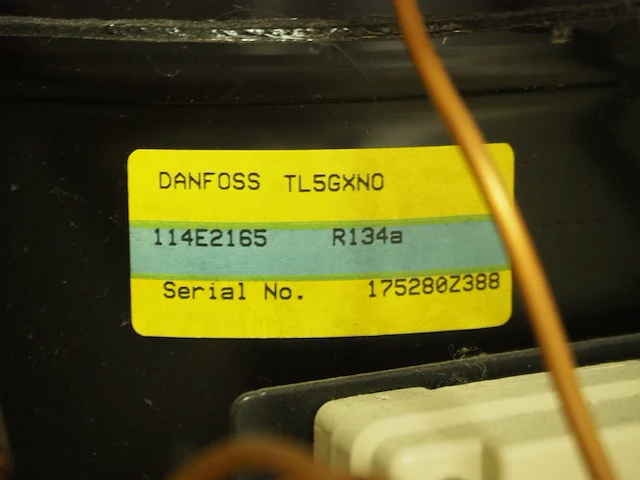 DANFOSS TL5GXNO
114E2165 R134a
Serial No. 175280Z388